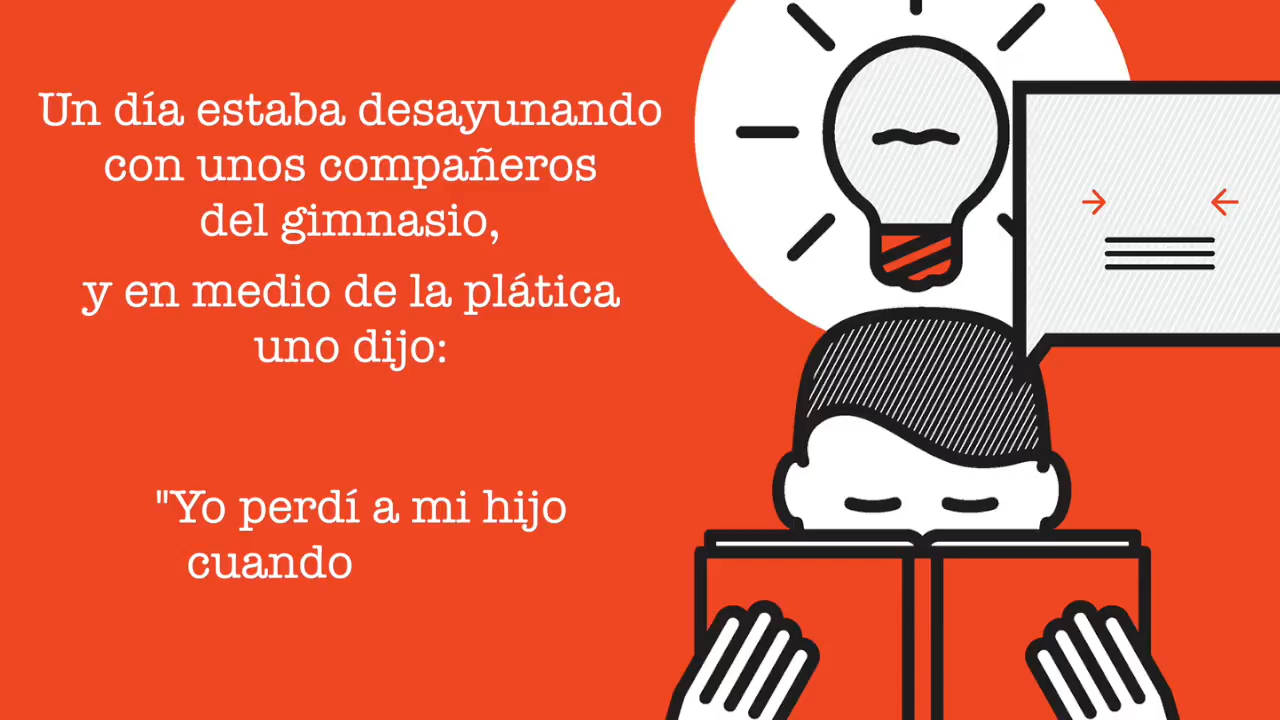 Un día estaba desayunando
con unos compañeros
del gimnasio,
y en medio de la plática
uno dijo:
"Yo perdí a mi hijo
cuando